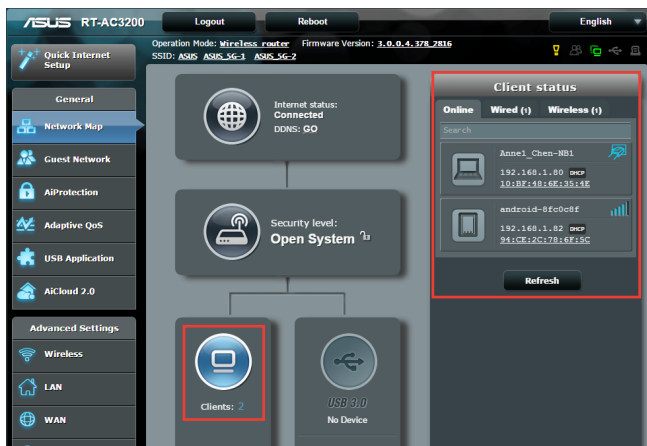 ASUS RT-AC3200
Logout
Reboot
English
Operation Mode: Wireless router Firmware Version: 3.0.0.4.378_2816
SSID: ASUS ASUS_5G-1 ASUS_5G-2
Quick Internet
Setup
General
Network Map
Guest Network
AiProtection
Adaptive QoS
USB Application
AiCloud 2.0
Advanced Settings
Wireless
LAN
WAN
Internet status:
Connected
DDNS: GO
Security level:
Open System
Clients: 2
USB 3.0
No Device
Client status
Online Wired (1) Wireless (1)
Search
Anne1_Chen-NB1
192.168.1.80 DHCP
10:BF:48:6E:35:4E
android-8fc0c8f
192.168.1.82 DHCP
94:CE:2C:78:6F:5C
Refresh